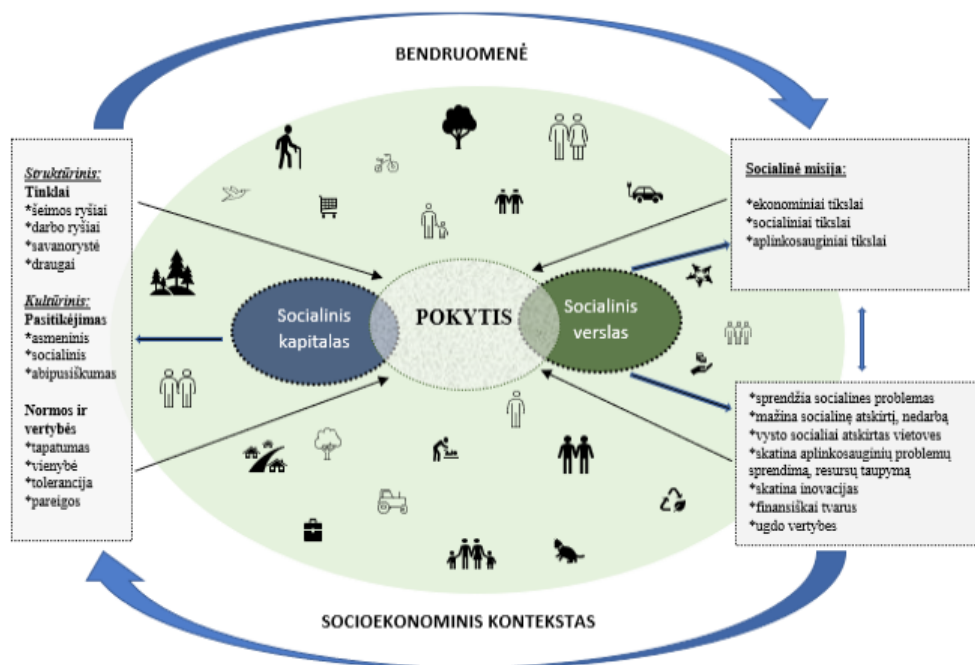 BENDRUOMENĖ
Struktūrinis:
Tinklai
*šeimos ryšiai
*darbo ryšiai
*savanorystė
*draugai
Kultūrinis:
Pasitikėjimas
*asmeninis
*socialinis
*abipusiškumas
Normos ir
vertybės
*tapatumas
*vienybė
*tolerancija
*pareigos
Socialinis
kapitalas
POKYTIS
Socialinis
verslas
Socialinė misija:
*ekonominiai tikslai
*socialiniai tikslai
*aplinkosauginiai tikslai
*sprendžia socialines problemas
*mažina socialinę atskirtį, nedarbą
*vysto socialiai atskirtas vietoves
*skatina aplinkosauginių problemų
sprendimą, resursų taupymą
*skatina inovacijas
*finansiškai tvarus
*ugdo vertybes
SOCIOEKONOMINIS KONTEKSTAS